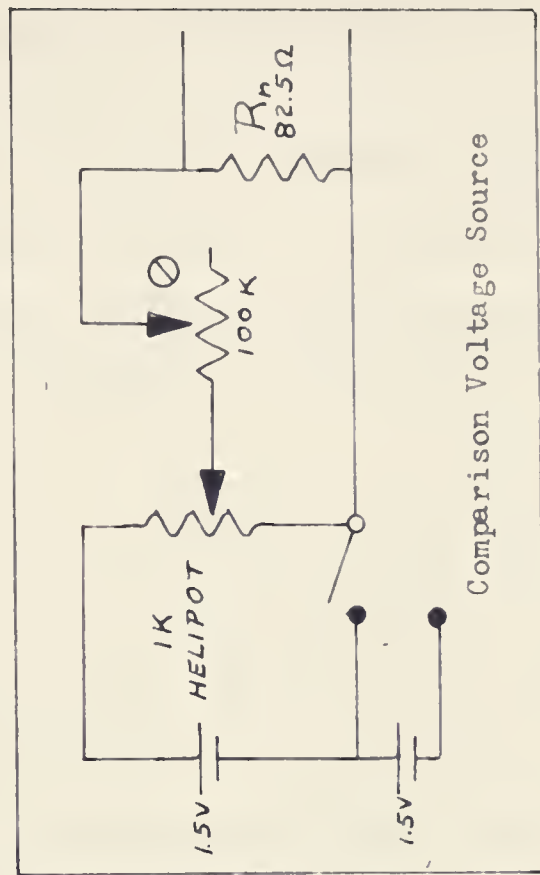 1.5V
1.5V
1K
HELIPOT
100K
Rn
82.5Ω
Comparison Voltage Source